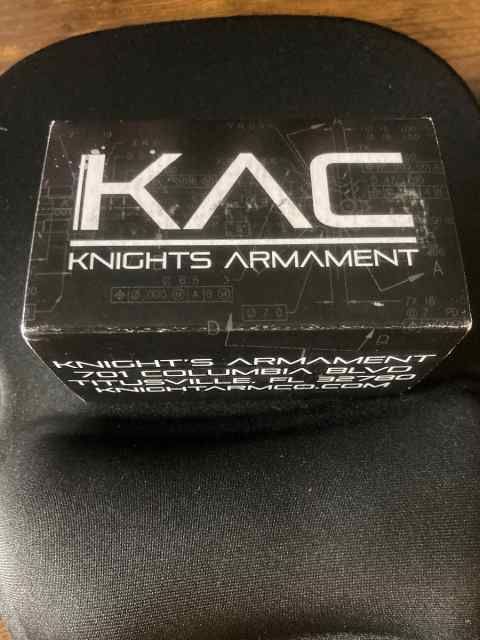 KAC
KNIGHTS ARMAMENT
KNIGHT'S ARMAMENT
701 COLUMBIA BLVD
TITUSVILLE, FL 32780
KNIGHTARMCO.COM